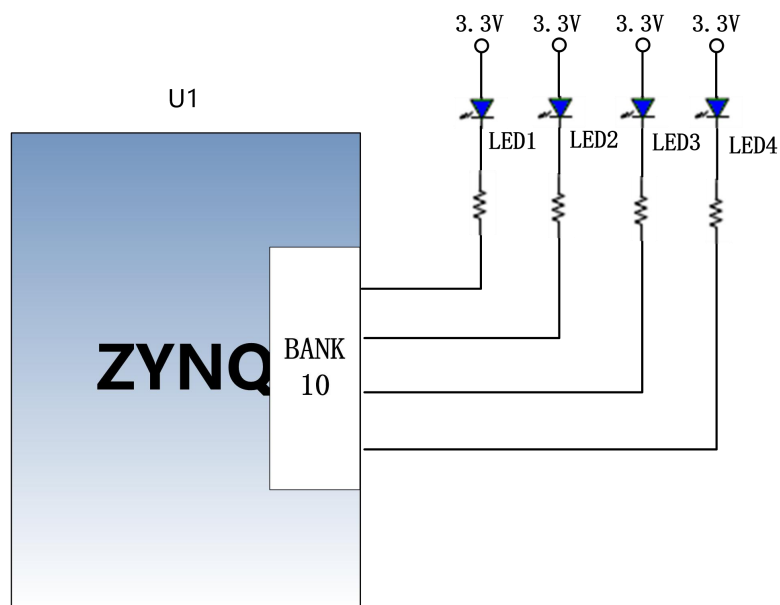 3.3V 3.3V 3.3V 3.3V
U1
LED1 LED2 LED3 LED4
ZYNQ
BANK
10